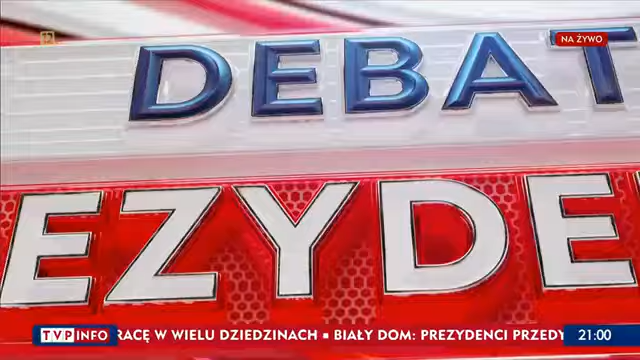 NA ŻYWO
DEBAT
EZYDE
TVP INFO RACĘ W WIELU DZIEDZINACH ▪ BIAŁY DOM: PREZYDENCI PRZEDY 21:00